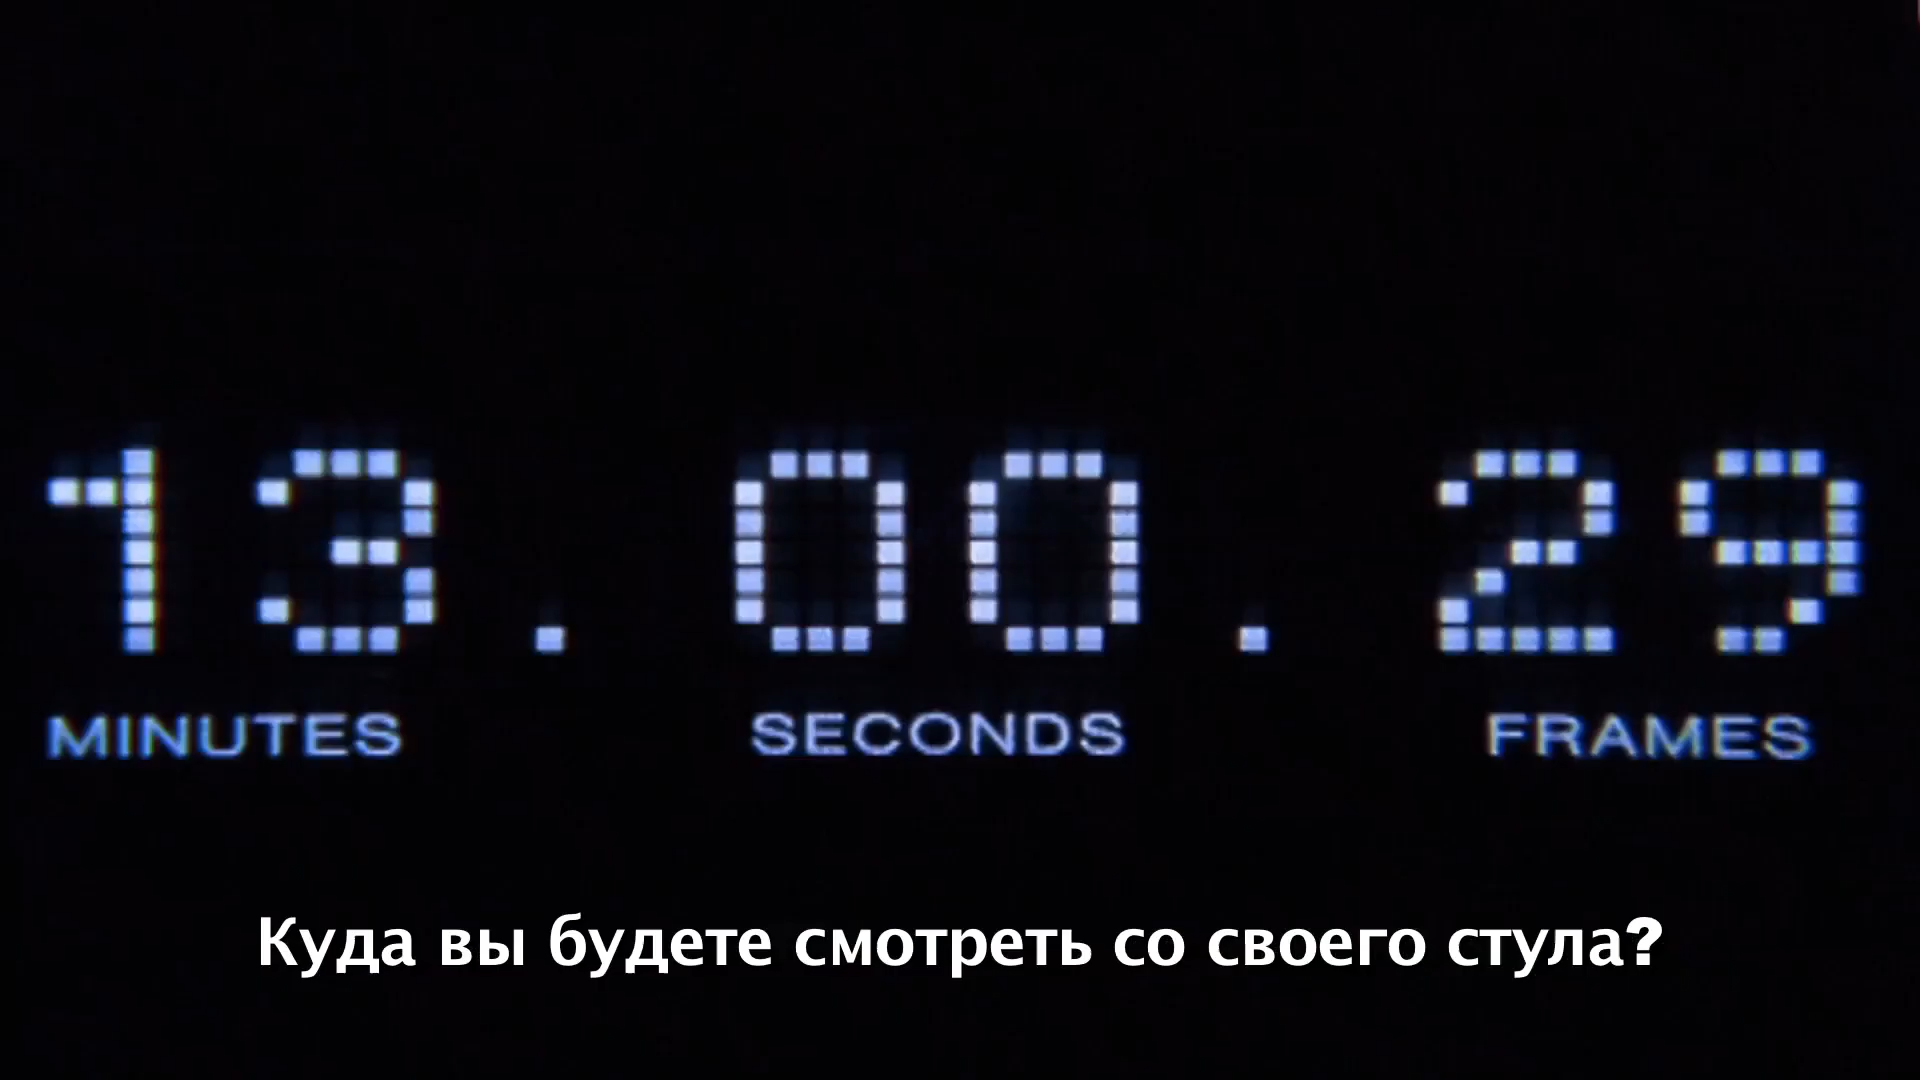 13.00.29
MINUTES SECONDS FRAMES
Куда вы будете смотреть со своего стула?